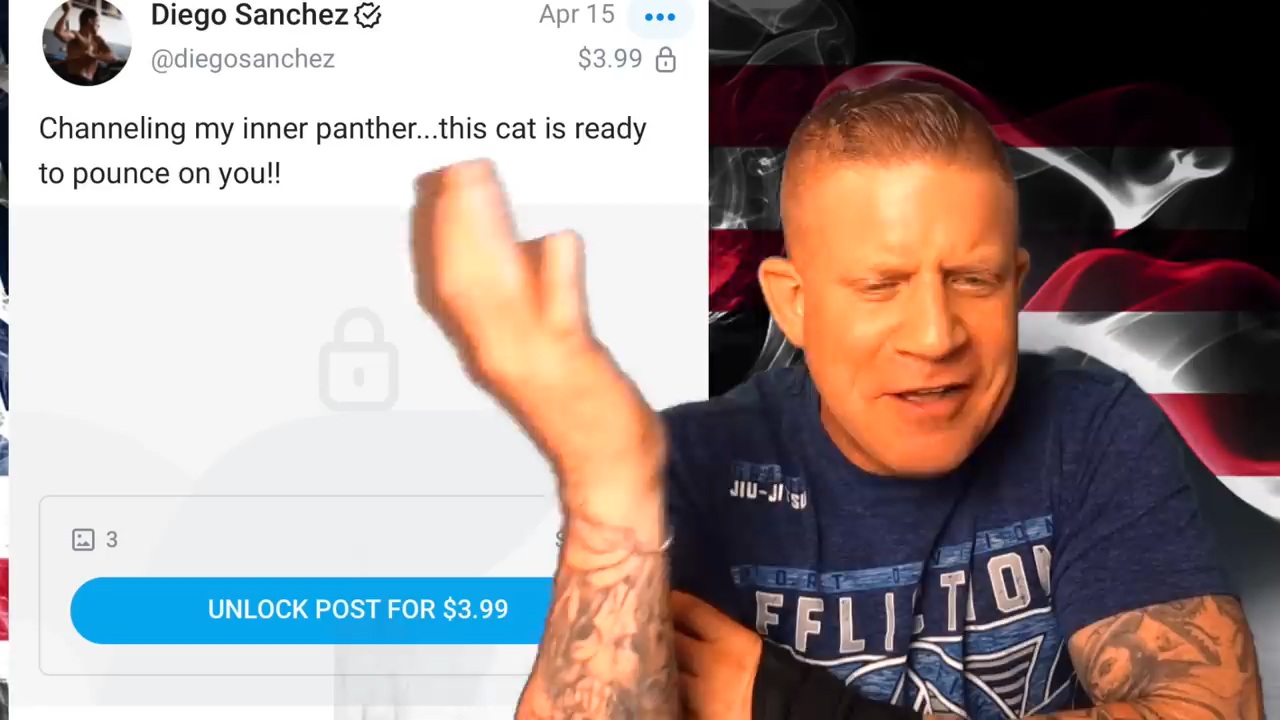 Diego Sanchez
Apr 15
@diegosanchez
$3.99
Channeling my inner panther...this cat is ready
to pounce on you!!
3
UNLOCK POST FOR $3.99
JIU-JITSU
AFFLICTION